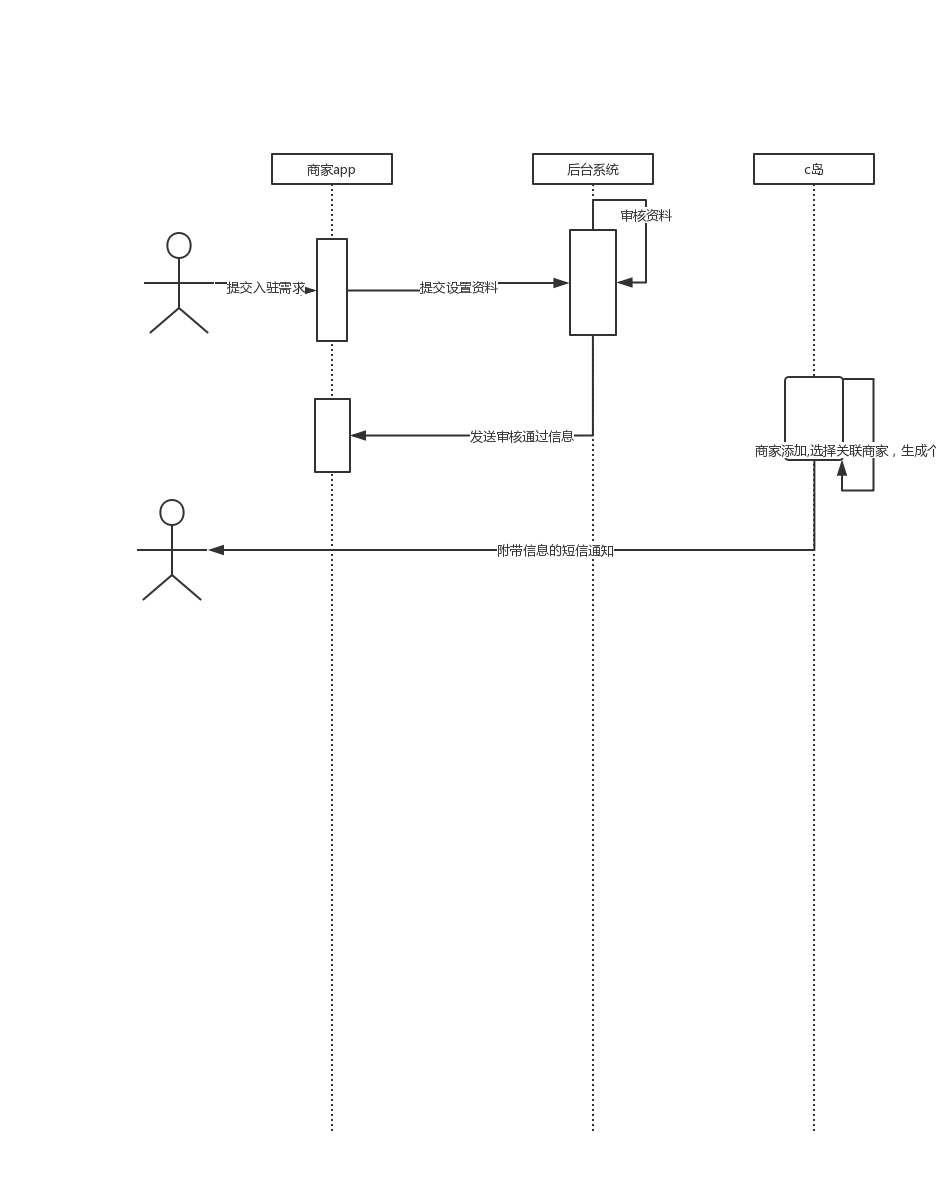 商家app
后台系统
c岛
审核资料
提交入驻需求
提交设置资料
发送审核通过信息
商家添加,选择关联商家，生成个
附带信息的短信通知